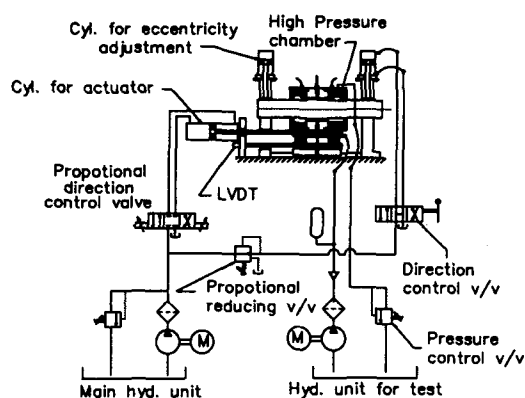 Cyl. for eccentricity
adjustment
High Pressure
chamber
Cyl. for actuator
Propotional
direction
control valve
LVDT
Direction
control v/v
Propotional
reducing v/v
M
M
Pressure
control v/v
Main hyd. unit
Hyd. unit for test